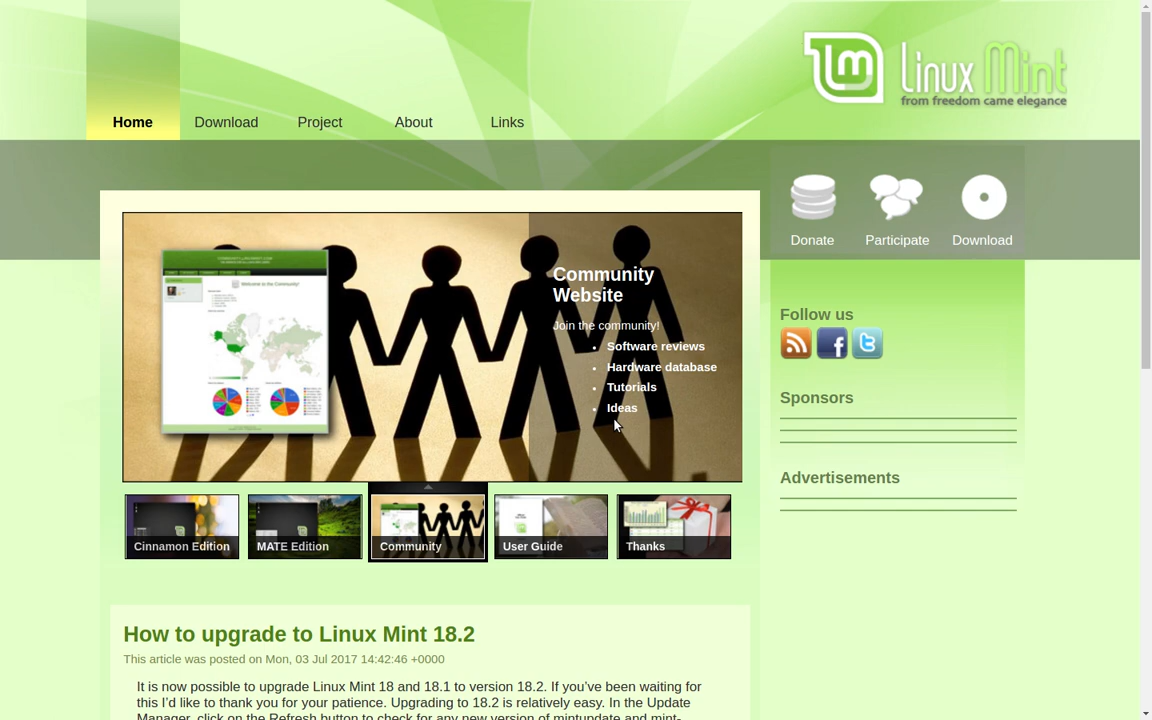 Linux Mint
from freedom came elegance
Home
Download
Project
About
Links
Donate
Participate
Download
Community
Website
Join the community!
Software reviews
Hardware database
Tutorials
Ideas
Welcome to the Community!
Cinnamon Edition
MATE Edition
Community
User Guide
Thanks
Follow us
Sponsors
Advertisements
How to upgrade to Linux Mint 18.2
This article was posted on Mon, 03 Jul 2017 14:42:46 +0000
It is now possible to upgrade Linux Mint 18 and 18.1 to version 18.2. If you’ve been waiting for
this I’d like to thank you for your patience. Upgrading to 18.2 is relatively easy. In the Update
Manager, click on the Refresh button to check for any new version of mintupdate and mint-